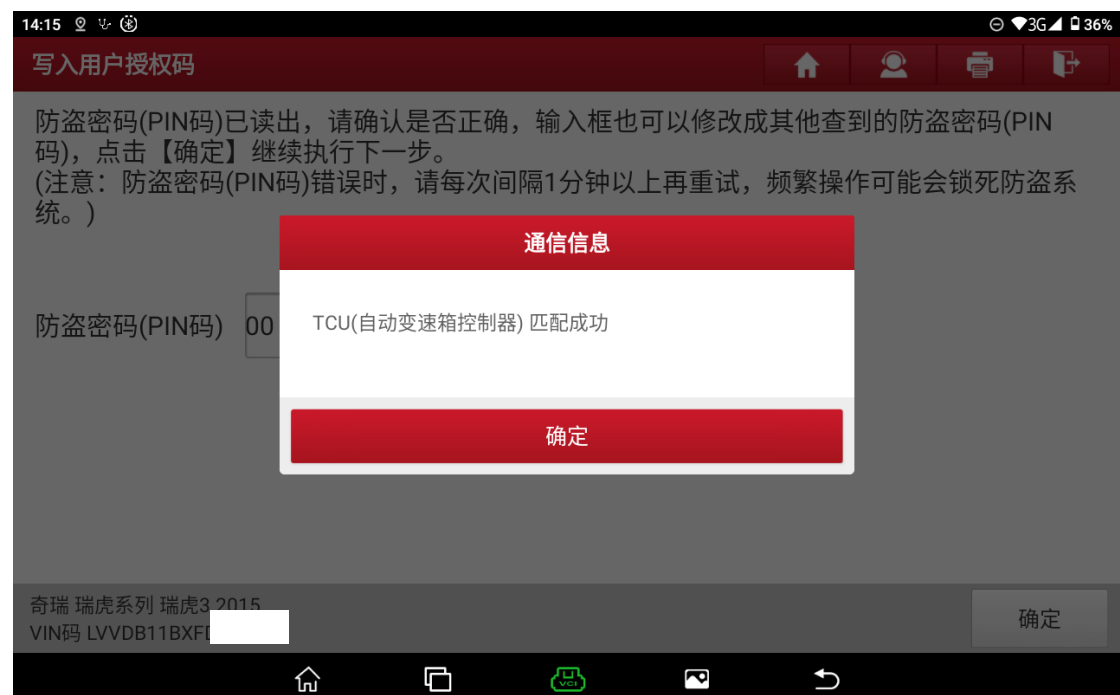 14:15
3G 36%
写入用户授权码
防盗密码(PIN码)已读出，请确认是否正确，输入框也可以修改成其他查到的防盗密码(PIN
码)，点击【确定】继续执行下一步。
(注意：防盗密码(PIN码)错误时，请每次间隔1分钟以上再重试，频繁操作可能会锁死防盗系
统。)
通信信息
防盗密码(PIN码) 00
TCU(自动变速箱控制器) 匹配成功
确定
奇瑞 瑞虎系列 瑞虎3 2015
VIN码 LVVDB11BXF
确定
VCI